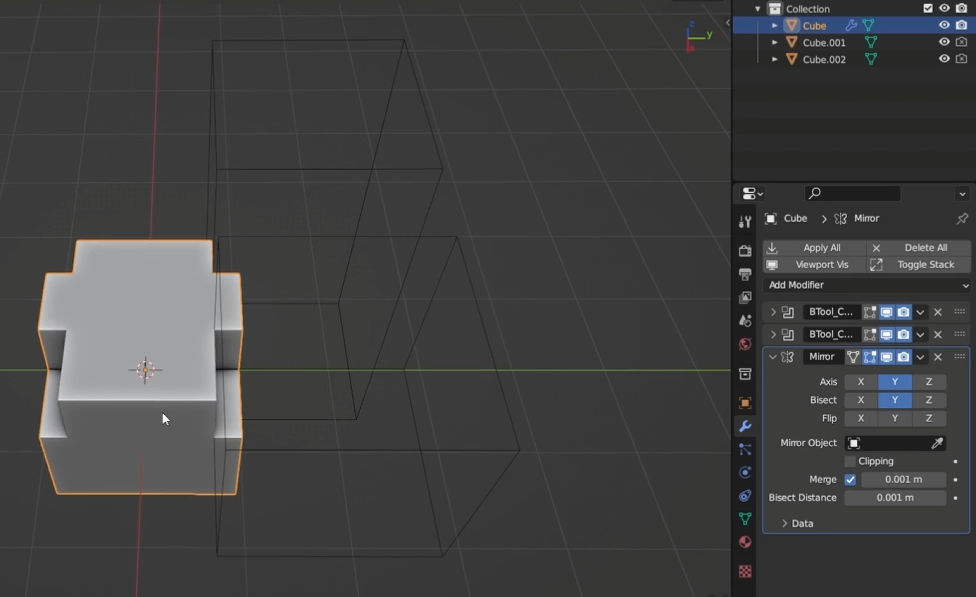 Collection
Cube
Cube.001
Cube.002
z
y
x
Cube > Mirror
Apply All
Delete All
Viewport Vis
Toggle Stack
Add Modifier
BTool_C...
BTool_C...
Mirror
Axis X Y Z
Bisect X Y Z
Flip X Y Z
Mirror Object
Clipping
Merge 0.001 m
Bisect Distance 0.001 m
> Data